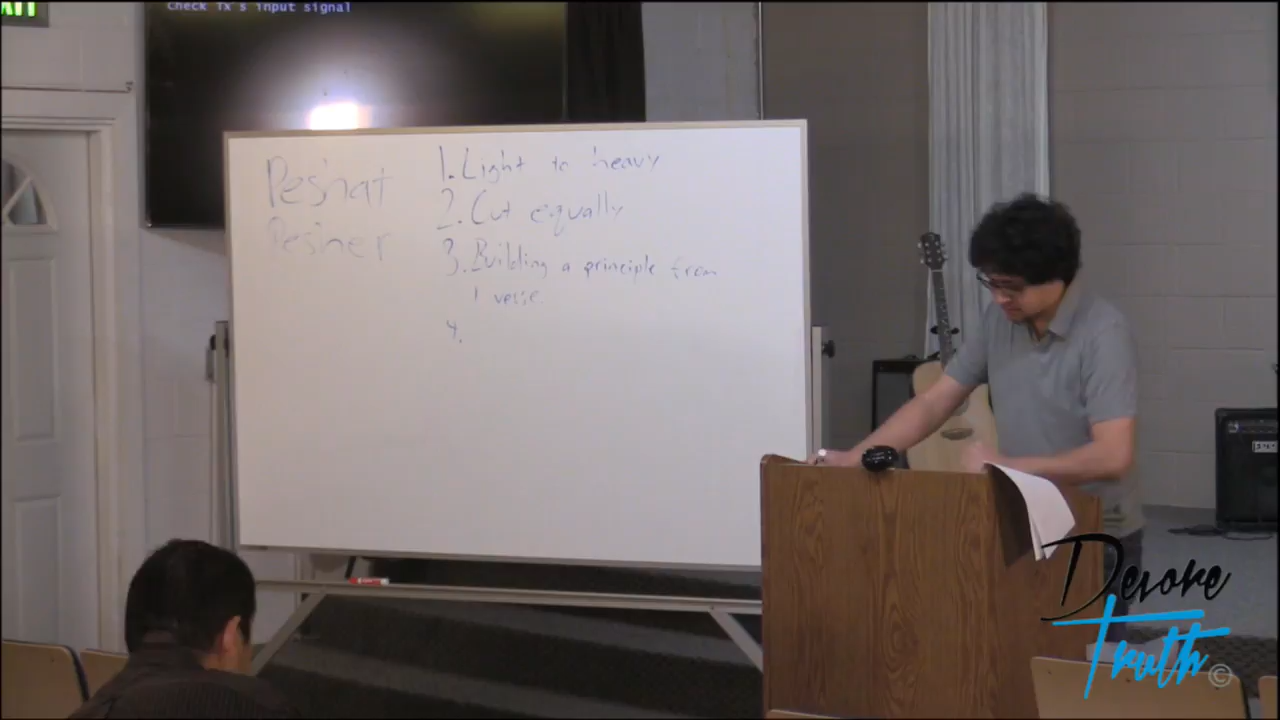 EXIT
Check Tx's input signal
Peshat
Pesher
1. Light to heavy
2. Cut equally
3. Building a principle from
1 verse
4.
Devore
Truth
©